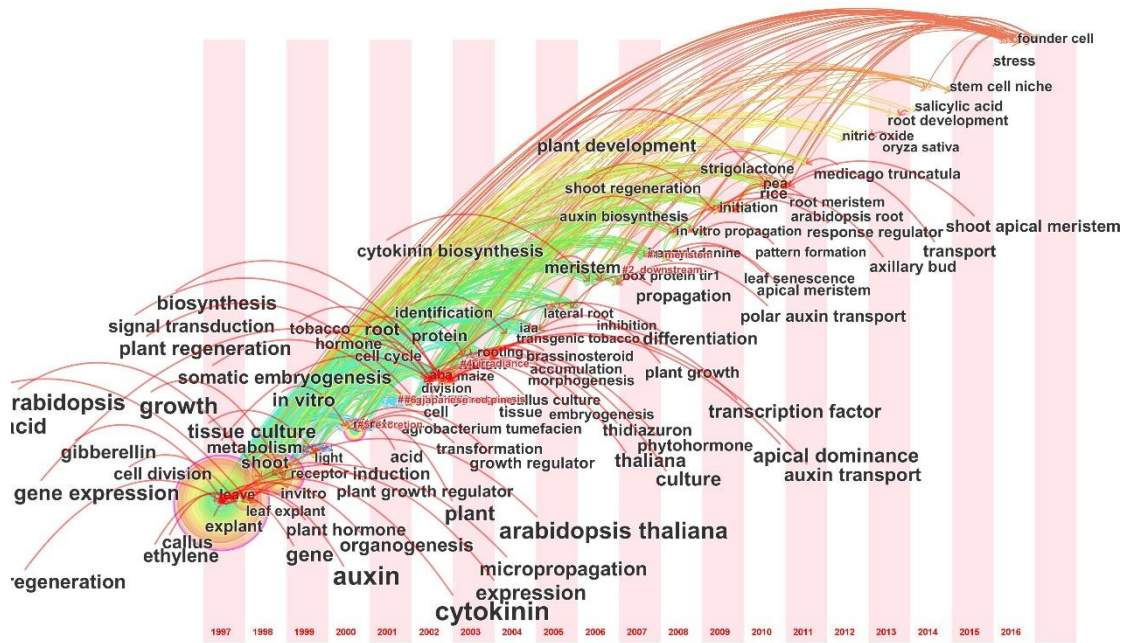 founder cell
stress
stem cell niche
salicylic acid
root development
nitric oxide
oryza sativa
plant development
strigolactone
medicago truncatula
pea
rice
shoot regeneration
initiation
root meristem
auxin biosynthesis
arabidopsis root
shoot apical meristem
in vitro propagation
response regulator
cytokinin biosynthesis
pattern formation
transport
meristem
#2_downstream
axillary bud
box protein tir1
leaf senescence
propagation
apical meristem
biosynthesis
identification
lateral root
polar auxin transport
signal transduction
tobacco
root
protein
iaa
inhibition
hormone
transgenic tobacco
differentiation
plant regeneration
cell cycle
rooting
brassinosteroid
accumulation
plant growth
somatic embryogenesis
aba
maize
morphogenesis
division
arabidopsis
growth
in vitro
cell
tissue
embryogenesis
transcription factor
acid
tissue culture
agrobacterium tumefacien
thidiazuron
gibberellin
metabolism
transformation
phytohormone
shoot
light
acid
growth regulator
thaliana
apical dominance
cell division
receptor
induction
culture
auxin transport
gene expression
leave
invitro
plant growth regulator
explant
leaf explant
plant
callus
plant hormone
arabidopsis thaliana
ethylene
gene
organogenesis
regeneration
auxin
micropropagation
expression
cytokinin
1997 1998 1999 2000 2001 2002 2003 2004 2005 2006 2007 2008 2009 2010 2011 2012 2013 2014 2015 2016